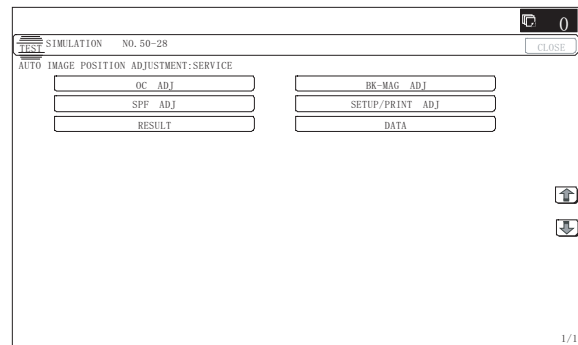 0
TEST SIMULATION NO.50-28
CLOSE
AUTO IMAGE POSITION ADJUSTMENT:SERVICE
OC ADJ BK-MAG ADJ
SPF ADJ SETUP/PRINT ADJ
RESULT DATA
1/1